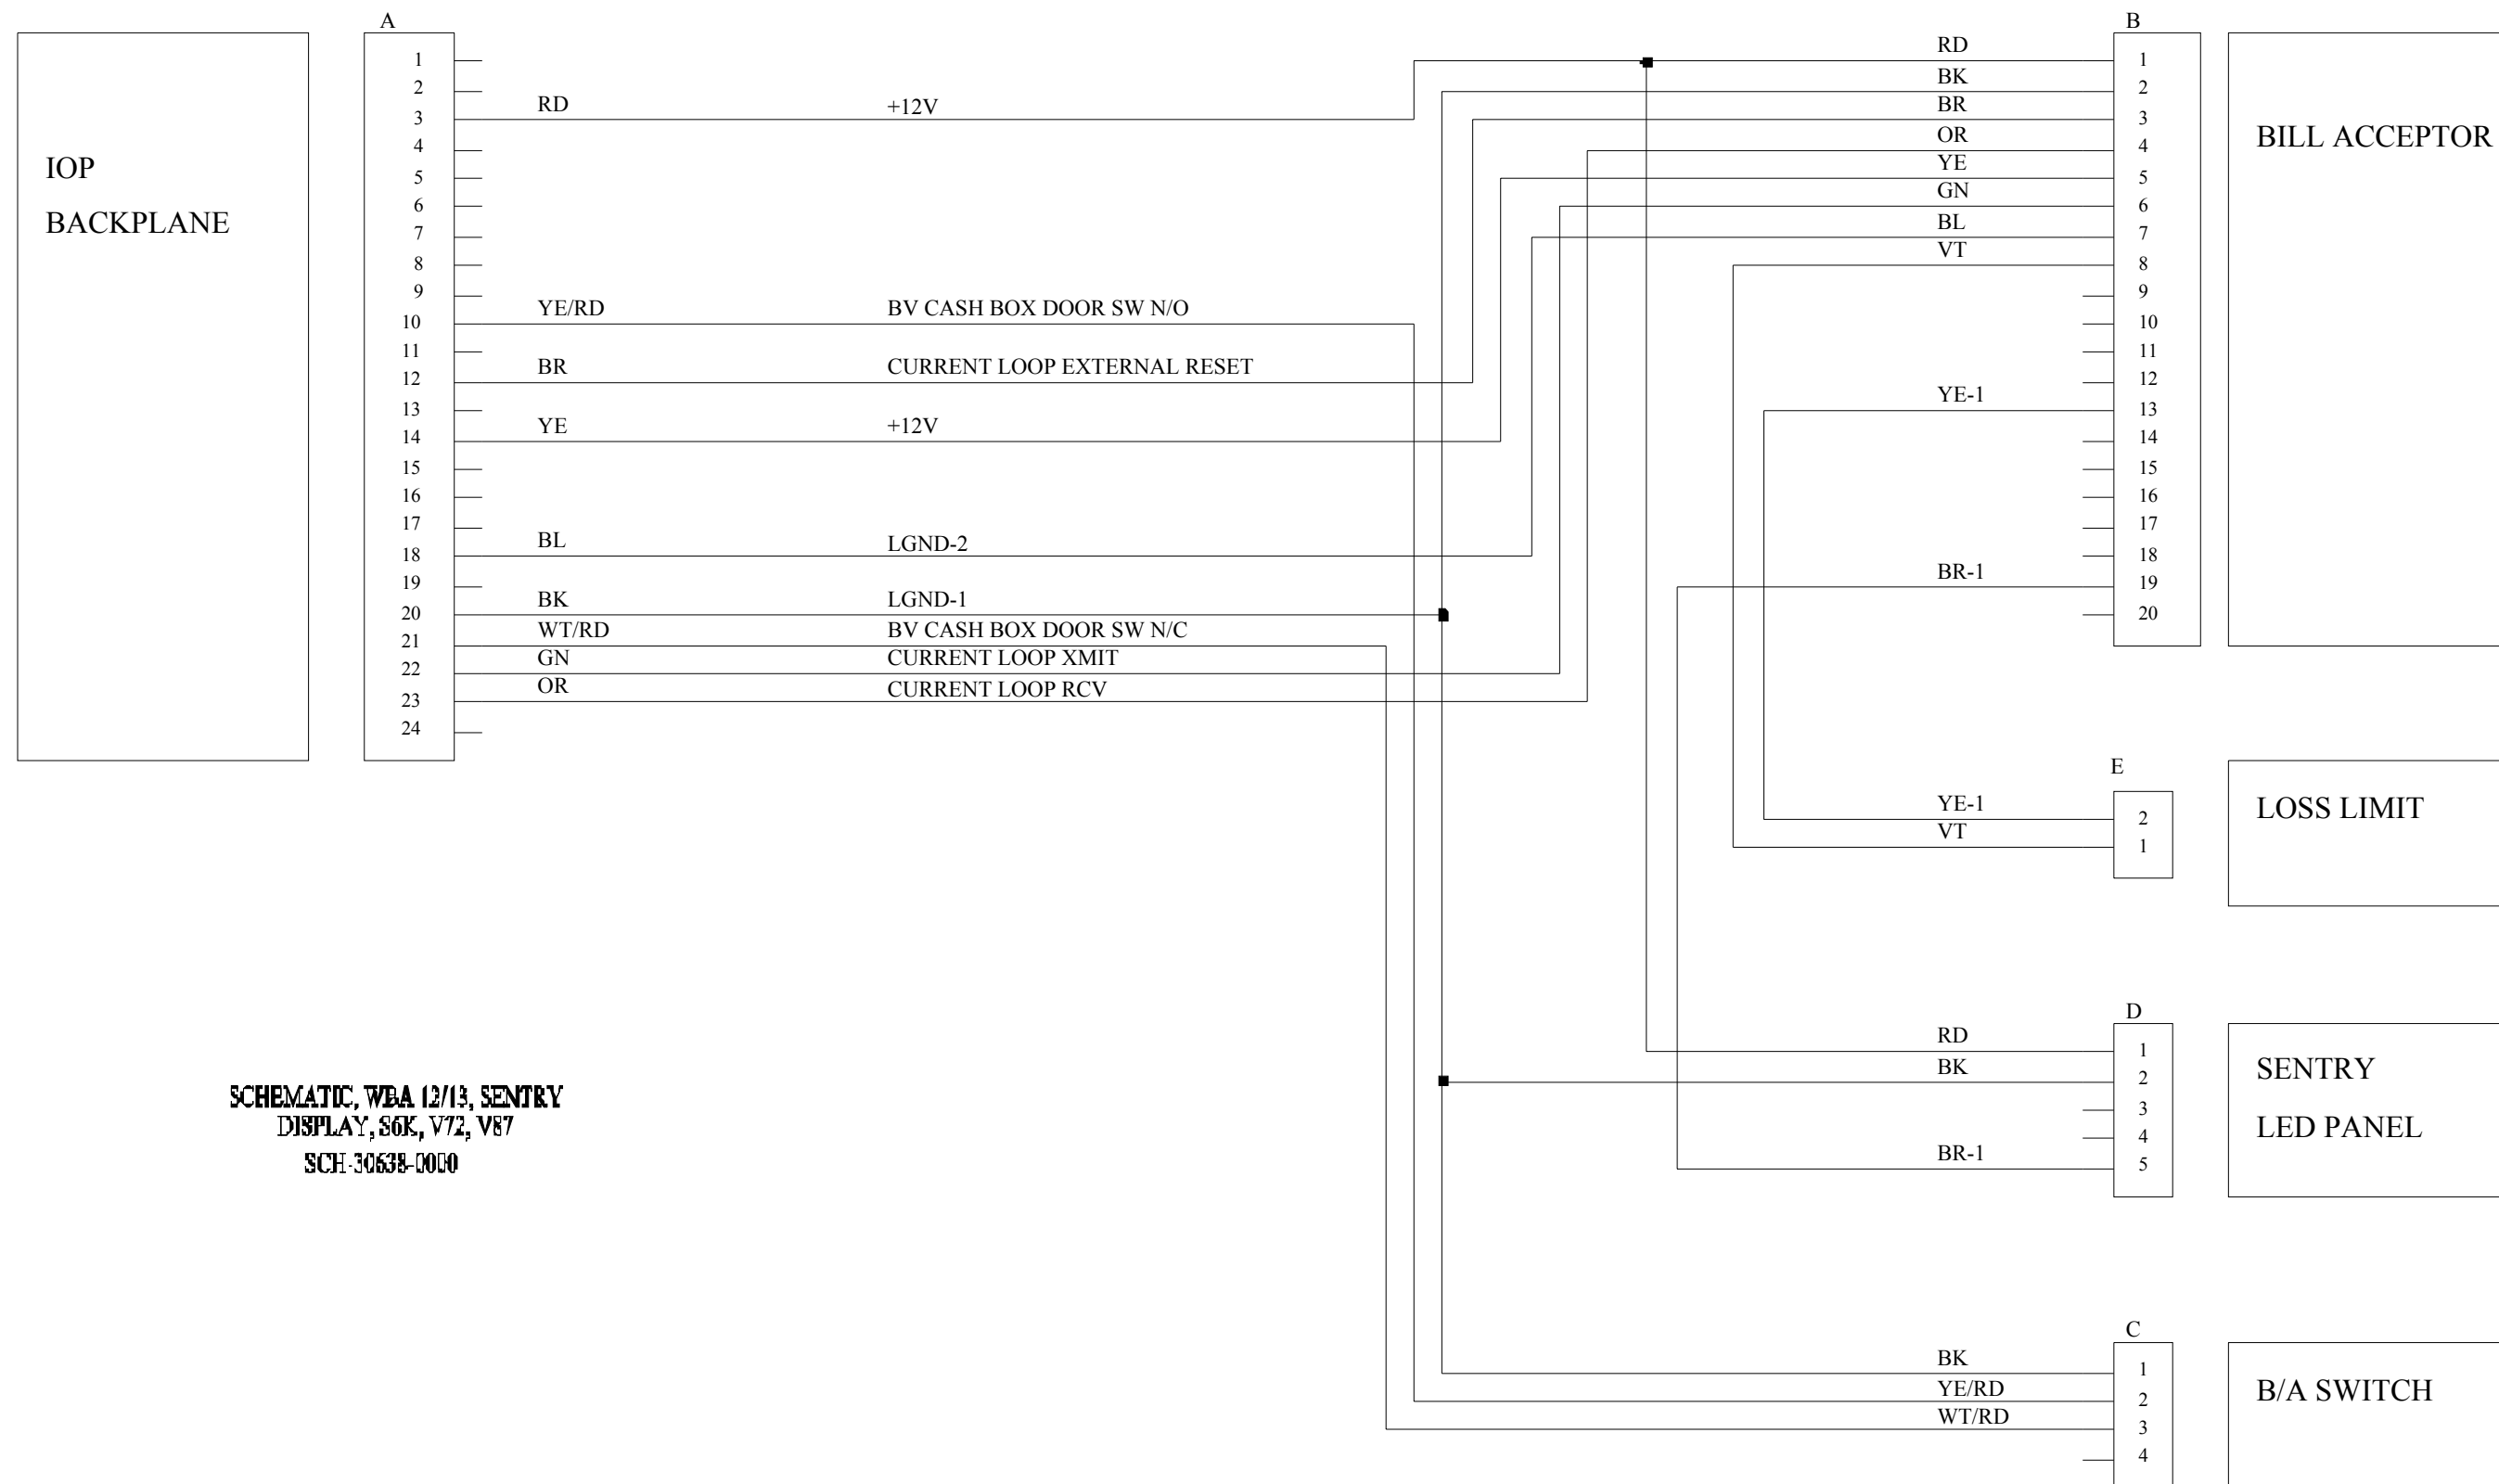 A
IOP
BACKPLANE
1
2
3 RD +12V
4
5
6
7
8
9
10 YE/RD BV CASH BOX DOOR SW N/O
11
12 BR CURRENT LOOP EXTERNAL RESET
13
14 YE +12V
15
16
17
18 BL LGND-2
19
20 BK LGND-1
21 WT/RD BV CASH BOX DOOR SW N/C
22 GN CURRENT LOOP XMIT
23 OR CURRENT LOOP RCV
24
B
BILL ACCEPTOR
RD 1
BK 2
BR 3
OR 4
YE 5
GN 6
BL 7
VT 8
9
10
11
12
YE-1 13
14
15
16
17
18
BR-1 19
20
E
LOSS LIMIT
YE-1 2
VT 1
D
SENTRY
LED PANEL
RD 1
BK 2
3
4
BR-1 5
C
B/A SWITCH
BK 1
YE/RD 2
WT/RD 3
4
SCHEMATIC, WBA 12/13, SENTRY
DISPLAY, S6K, V72, V87